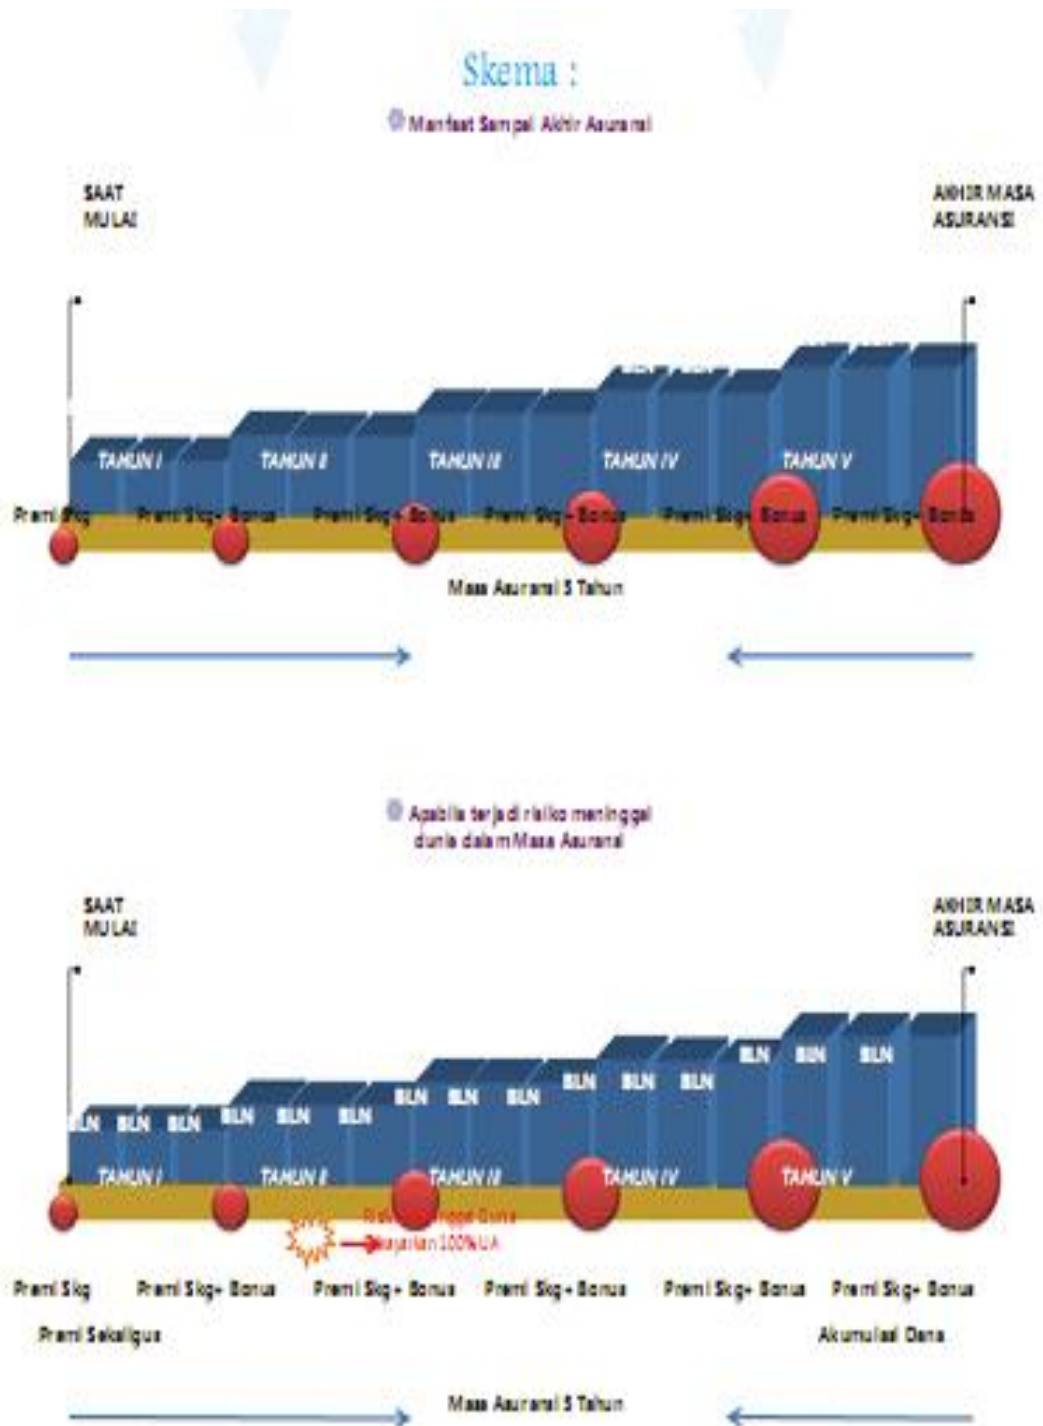 Skema :
Manfaat Sampai Akhir Asuransi
SAAT
MULAI
AKHIR MASA
ASURANSI
TAHUN I
TAHUN II
TAHUN III
TAHUN IV
TAHUN V
Premi Skg
Premi Skg+ Bonus
Premi Skg+ Bonus
Premi Skg+ Bonus
Premi Skg+ Bonus
Premi Skg+ Bonus
Masa Asuransi 5 Tahun
Apabila terjadi risiko meninggal
dunia dalam Masa Asuransi
SAAT
MULAI
AKHIR MASA
ASURANSI
BLN BLN BLN BLN BLN BLN BLN BLN BLN BLN BLN BLN BLN BLN BLN
TAHUN I
TAHUN II
TAHUN III
TAHUN IV
TAHUN V
100% UA
Premi Skg
Premi Skg+ Bonus
Premi Skg+ Bonus
Premi Skg+ Bonus
Premi Skg+ Bonus
Premi Skg+ Bonus
Premi Sekaligus
Akumulasi Dana
Masa Asuransi 5 Tahun